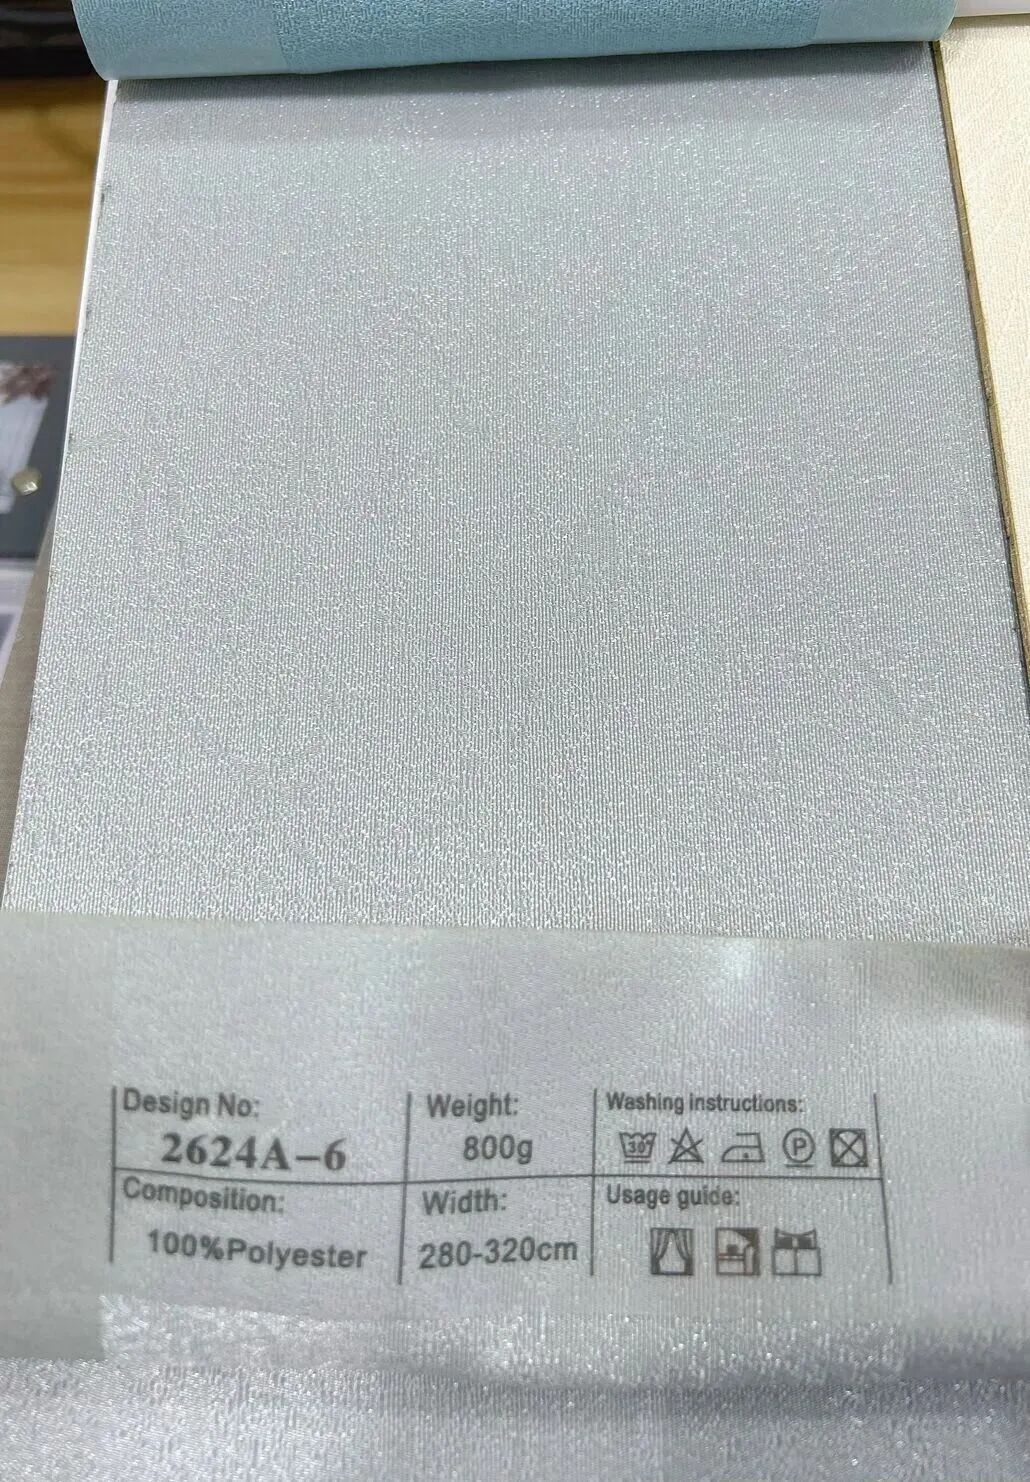 Design No:
2624A-6
Weight:
800g
Washing instructions:
30°
P
Composition:
100%Polyester
Width:
280-320cm
Usage guide: